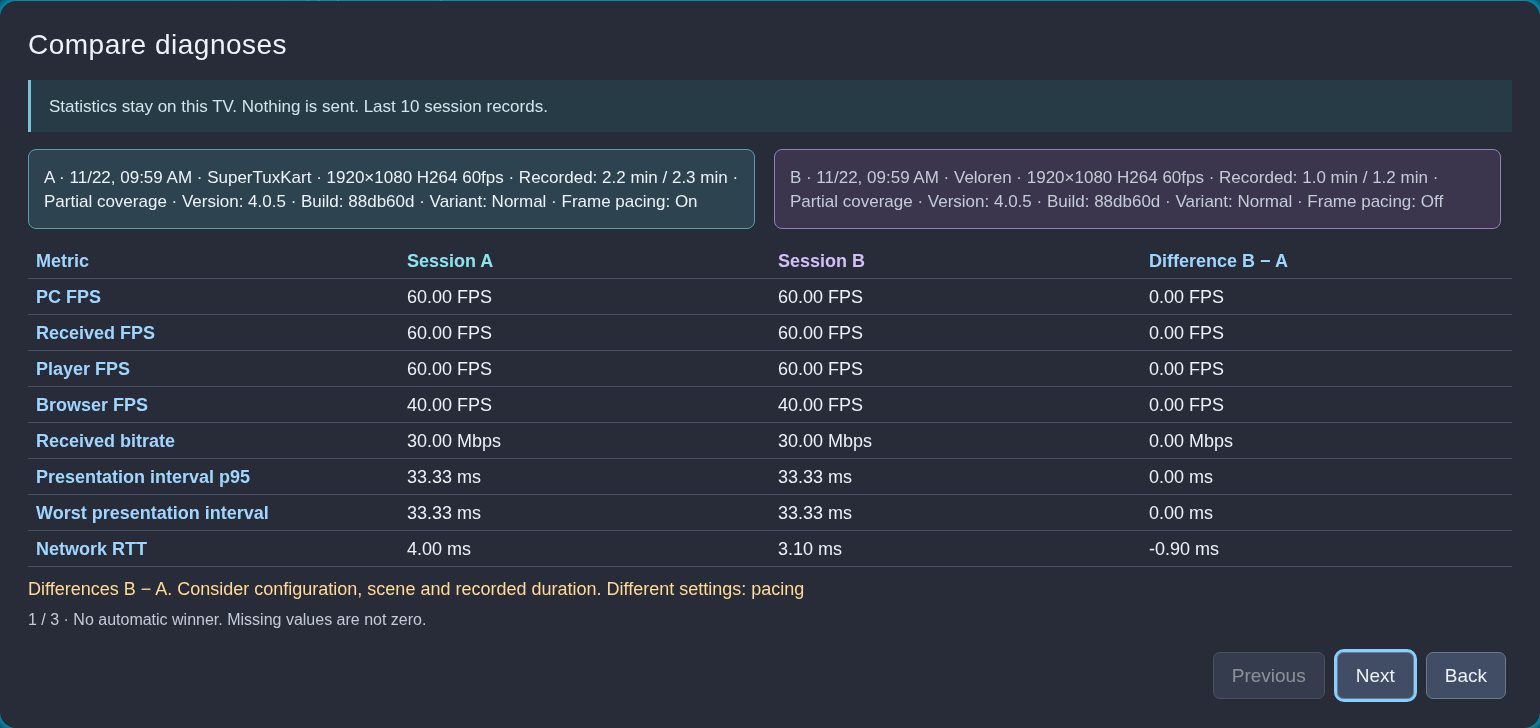 Compare diagnoses
Statistics stay on this TV. Nothing is sent. Last 10 session records.
A · 11/22, 09:59 AM · SuperTuxKart · 1920×1080 H264 60fps · Recorded: 2.2 min / 2.3 min ·
Partial coverage · Version: 4.0.5 · Build: 88db60d · Variant: Normal · Frame pacing: On
B · 11/22, 09:59 AM · Veloren · 1920×1080 H264 60fps · Recorded: 1.0 min / 1.2 min ·
Partial coverage · Version: 4.0.5 · Build: 88db60d · Variant: Normal · Frame pacing: Off
Metric Session A Session B Difference B − A
PC FPS 60.00 FPS 60.00 FPS 0.00 FPS
Received FPS 60.00 FPS 60.00 FPS 0.00 FPS
Player FPS 60.00 FPS 60.00 FPS 0.00 FPS
Browser FPS 40.00 FPS 40.00 FPS 0.00 FPS
Received bitrate 30.00 Mbps 30.00 Mbps 0.00 Mbps
Presentation interval p95 33.33 ms 33.33 ms 0.00 ms
Worst presentation interval 33.33 ms 33.33 ms 0.00 ms
Network RTT 4.00 ms 3.10 ms -0.90 ms
Differences B − A. Consider configuration, scene and recorded duration. Different settings: pacing
1 / 3 · No automatic winner. Missing values are not zero.
Previous Next Back